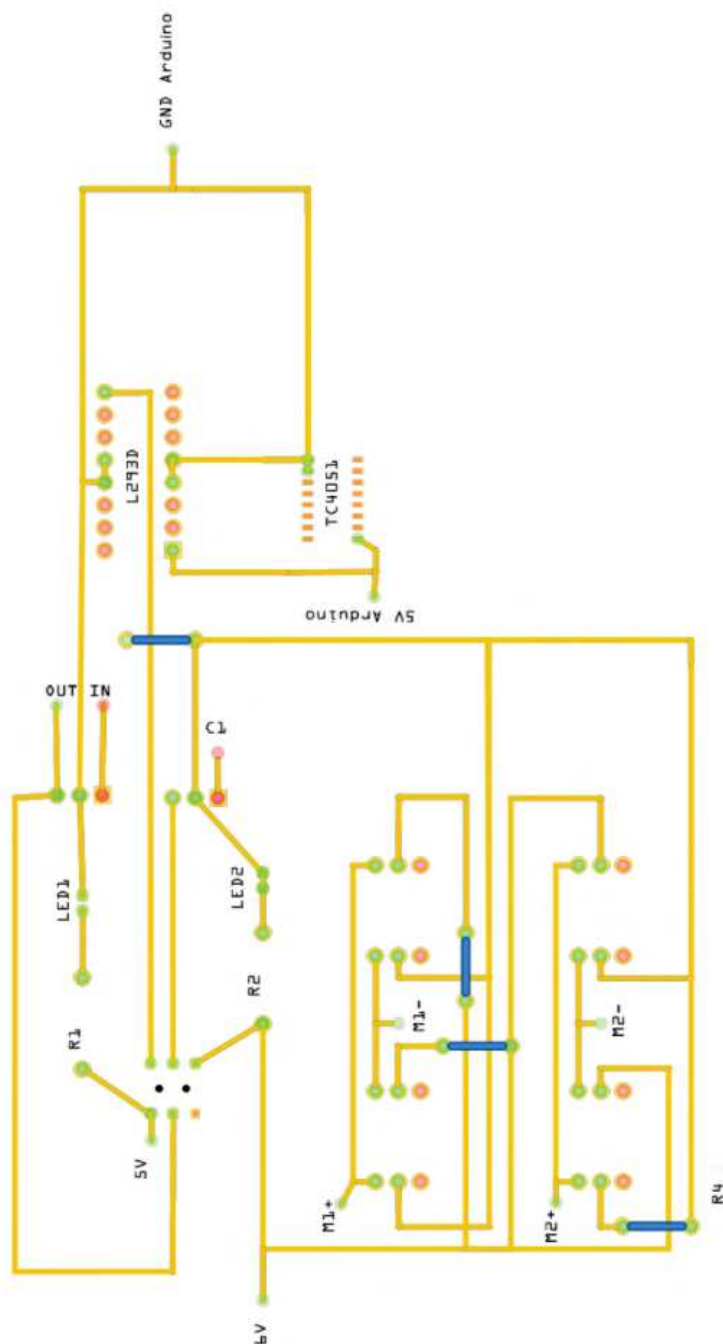 GND Arduino
L293D
TC4051
5V Arduino
OUT IN
C1
LED1
LED2
R1
R2
M1-
M2-
5V
M1+
M2+
R4
6V